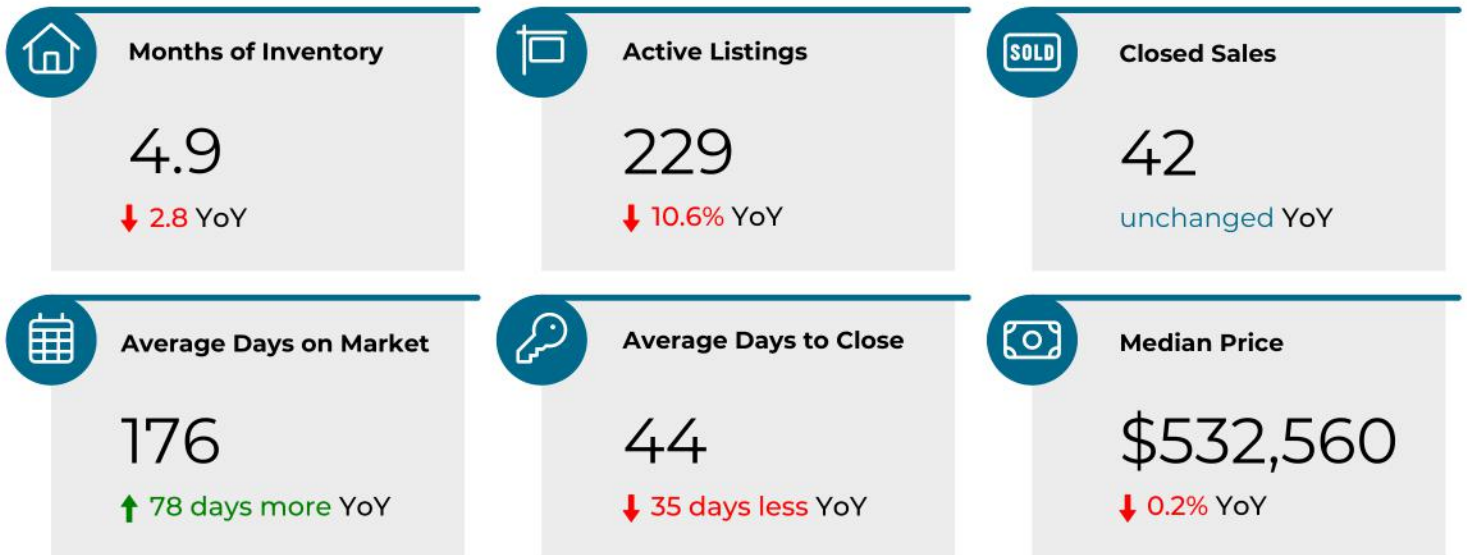 Months of Inventory
4.9
2.8 YoY
Active Listings
229
10.6% YoY
SOLD
Closed Sales
42
unchanged YoY
Average Days on Market
176
78 days more YoY
Average Days to Close
44
35 days less YoY
Median Price
$532,560
0.2% YoY